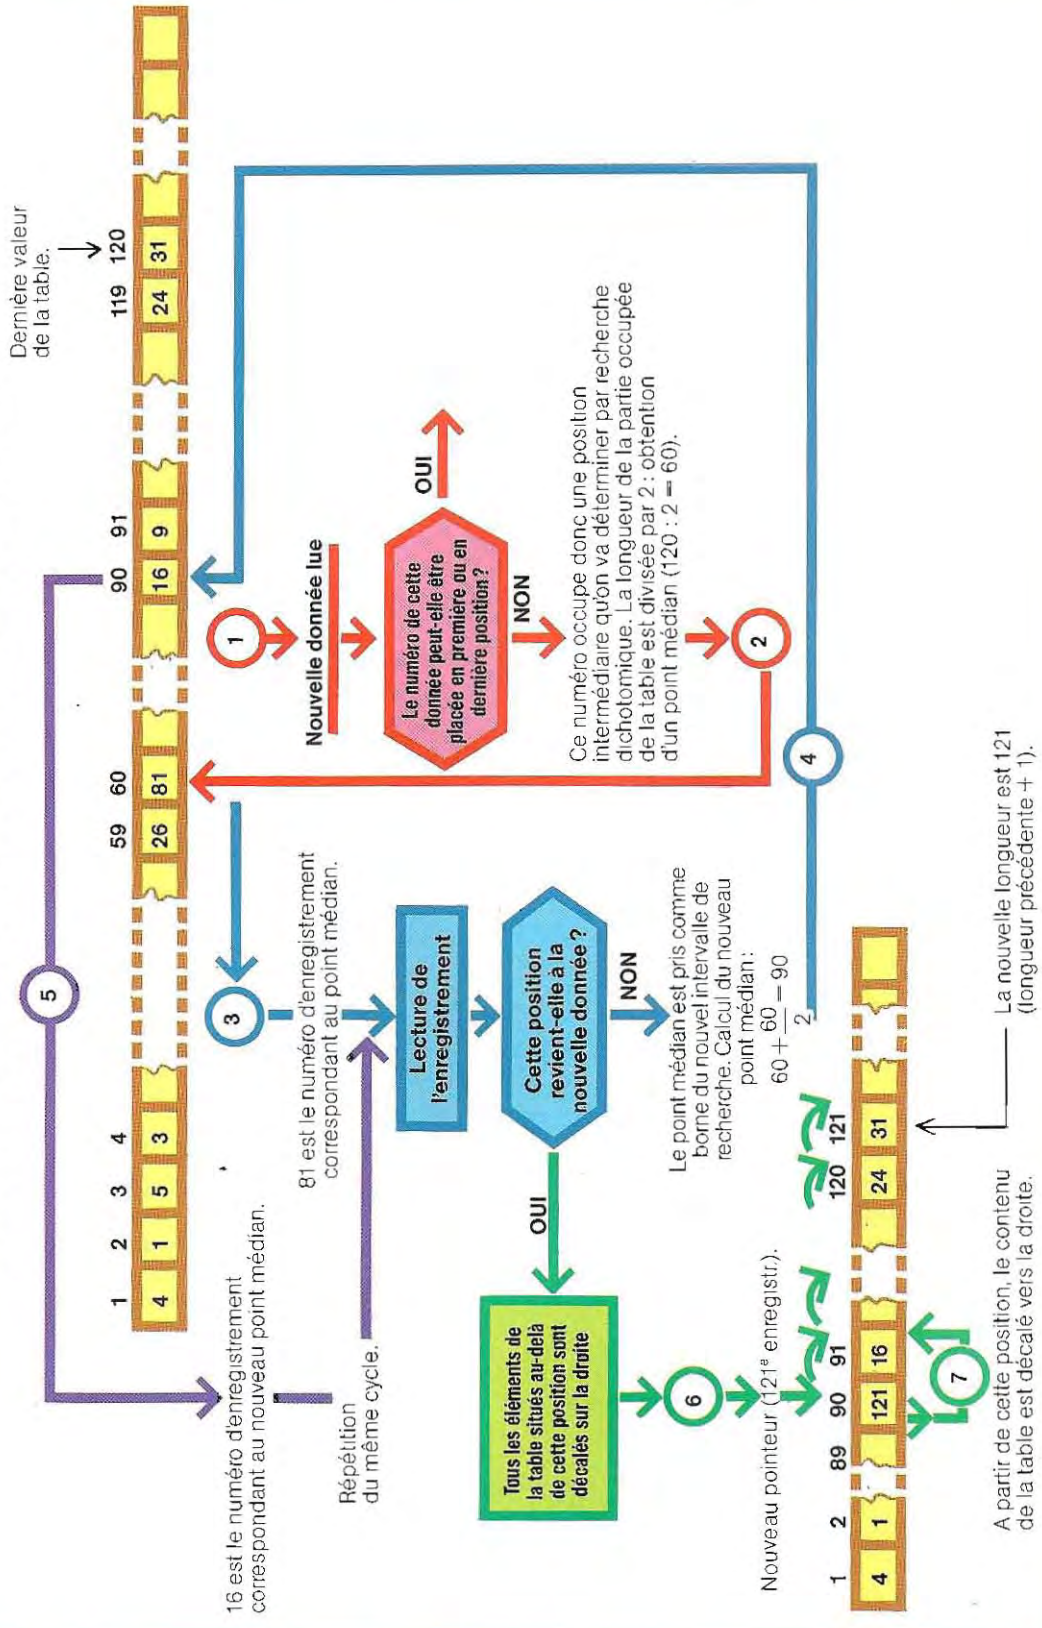 Dernière valeur
de la table.
1 2 3 4 59 60 90 91 119 120
4 1 5 3 26 81 16 9 24 31
5
16 est le numéro d'enregistrement
correspondant au nouveau point médian.
Répétition
du même cycle.
3
81 est le numéro d'enregistrement
correspondant au point médian.
Lecture de
l'enregistrement
Cette position
revient-elle à la
nouvelle donnée ?
OUI
NON
Le point médian est pris comme
borne du nouvel intervalle de
recherche. Calcul du nouveau
point médian :
60 + 60 = 90
2
4
1
Nouvelle donnée lue
Le numéro de cette
donnée peut-elle être
placée en première ou en
dernière position ?
OUI
NON
Ce numéro occupe donc une position
intermédiaire qu'on va déterminer par recherche
dichotomique. La longueur de la partie occupée
de la table est divisée par 2 : obtention
d'un point médian (120 : 2 = 60).
2
Tous les éléments de
la table situés au-delà
de cette position sont
décalés sur la droite
6
Nouveau pointeur (121e enregistr.).
1 2 89 90 91 120 121
4 1 121 16 24 31
7
A partir de cette position, le contenu
de la table est décalé vers la droite.
La nouvelle longueur est 121
(longueur précédente + 1).